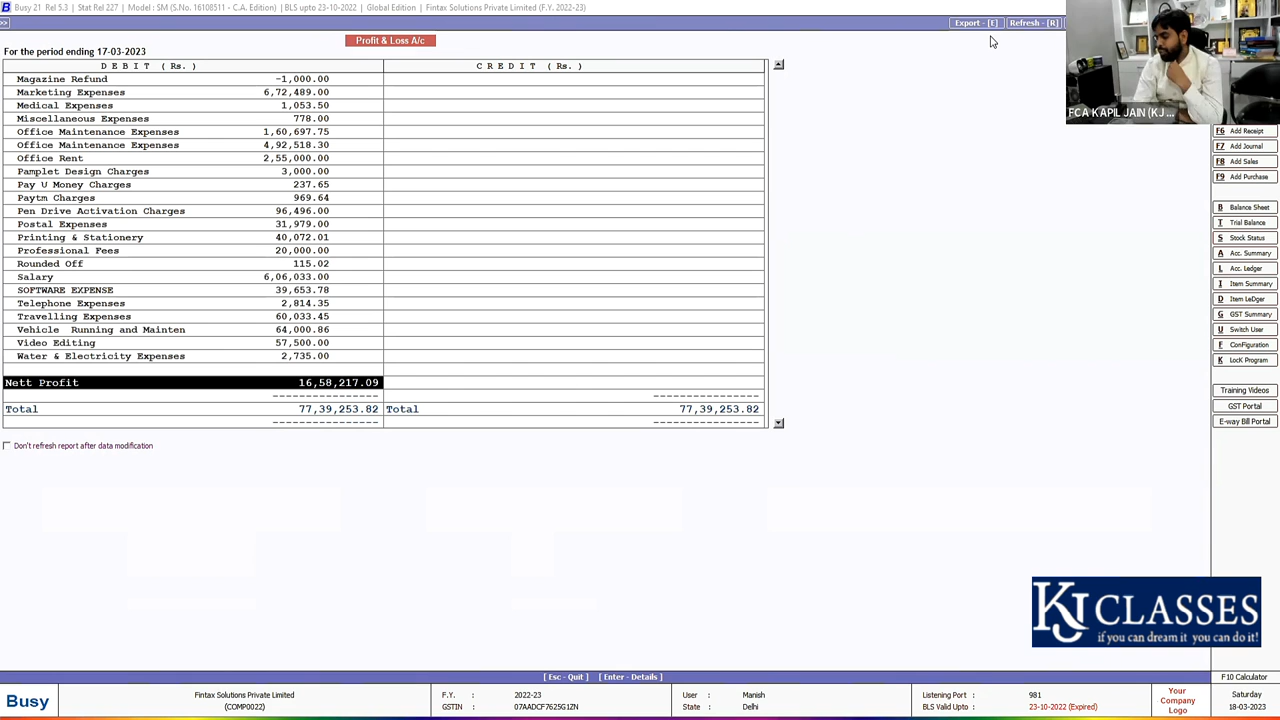 Busy 21 Rel 5.3 | Stat Rel 227 | Model : SM (S.No. 16108511 - C.A. Edition) | BLS upto 23-10-2022 | Global Edition | Fintax Solutions Private Limited (F.Y. 2022-23)
>> Export - [E] Refresh - [R]
Profit & Loss A/c
For the period ending 17-03-2023
DEBIT (Rs.) CREDIT (Rs.)
Magazine Refund -1,000.00
Marketing Expenses 6,72,489.00
Medical Expenses 1,053.50
Miscellaneous Expenses 778.00
Office Maintenance Expenses 1,60,697.75
Office Maintenance Expenses 4,92,518.30
Office Rent 2,55,000.00
Pamplet Design Charges 3,000.00
Pay U Money Charges 237.65
Paytm Charges 969.64
Pen Drive Activation Charges 96,496.00
Postal Expenses 31,979.00
Printing & Stationery 40,072.01
Professional Fees 20,000.00
Rounded Off 115.02
Salary 6,06,033.00
SOFTWARE EXPENSE 39,653.78
Telephone Expenses 2,814.35
Travelling Expenses 60,033.45
Vehicle Running and Mainten 64,000.86
Video Editing 57,500.00
Water & Electricity Expenses 2,735.00
Nett Profit 16,58,217.09
Total 77,39,253.82 Total 77,39,253.82
Don't refresh report after data modification
FCA KAPIL JAIN (KJ ...
F6 Add Receipt
F7 Add Journal
F8 Add Sales
F9 Add Purchase
B Balance Sheet
T Trial Balance
S Stock Status
A Acc. Summary
L Acc. Ledger
I Item Summary
D Item LeDger
G GST Summary
U Switch User
F ConFiguration
K LocK Program
Training Videos
GST Portal
E-way Bill Portal
KJ CLASSES
if you can dream it you can do it!
[ Esc - Quit ] [ Enter - Details ]
F10 Calculator
Busy
Fintax Solutions Private Limited
(COMP0022)
F.Y. : 2022-23
GSTIN : 07AADCF7625G1ZN
User : Manish
State : Delhi
Listening Port : 981
BLS Valid Upto : 23-10-2022 (Expired)
Your
Company
Logo
Saturday
18-03-2023